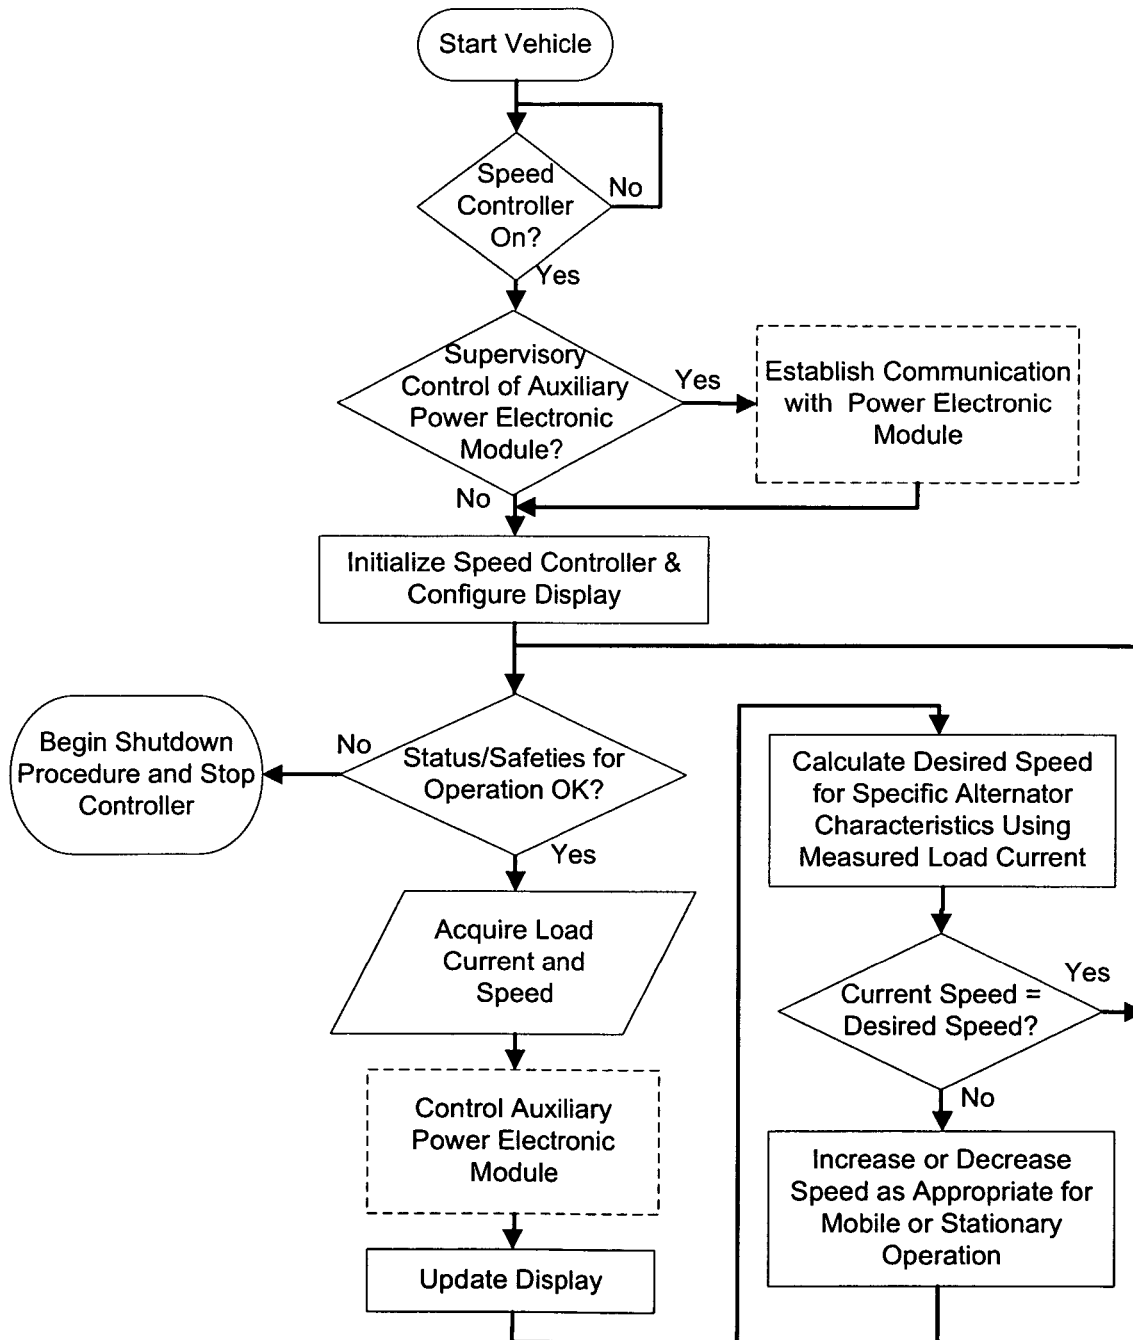 Start Vehicle
Speed
Controller
On?
No
Yes
Supervisory
Control of Auxiliary
Power Electronic
Module?
Yes
Establish Communication
with Power Electronic
Module
No
Initialize Speed Controller &
Configure Display
Status/Safeties for
Operation OK?
No
Begin Shutdown
Procedure and Stop
Controller
Yes
Acquire Load
Current and
Speed
Control Auxiliary
Power Electronic
Module
Update Display
Calculate Desired Speed
for Specific Alternator
Characteristics Using
Measured Load Current
Current Speed =
Desired Speed?
Yes
No
Increase or Decrease
Speed as Appropriate for
Mobile or Stationary
Operation